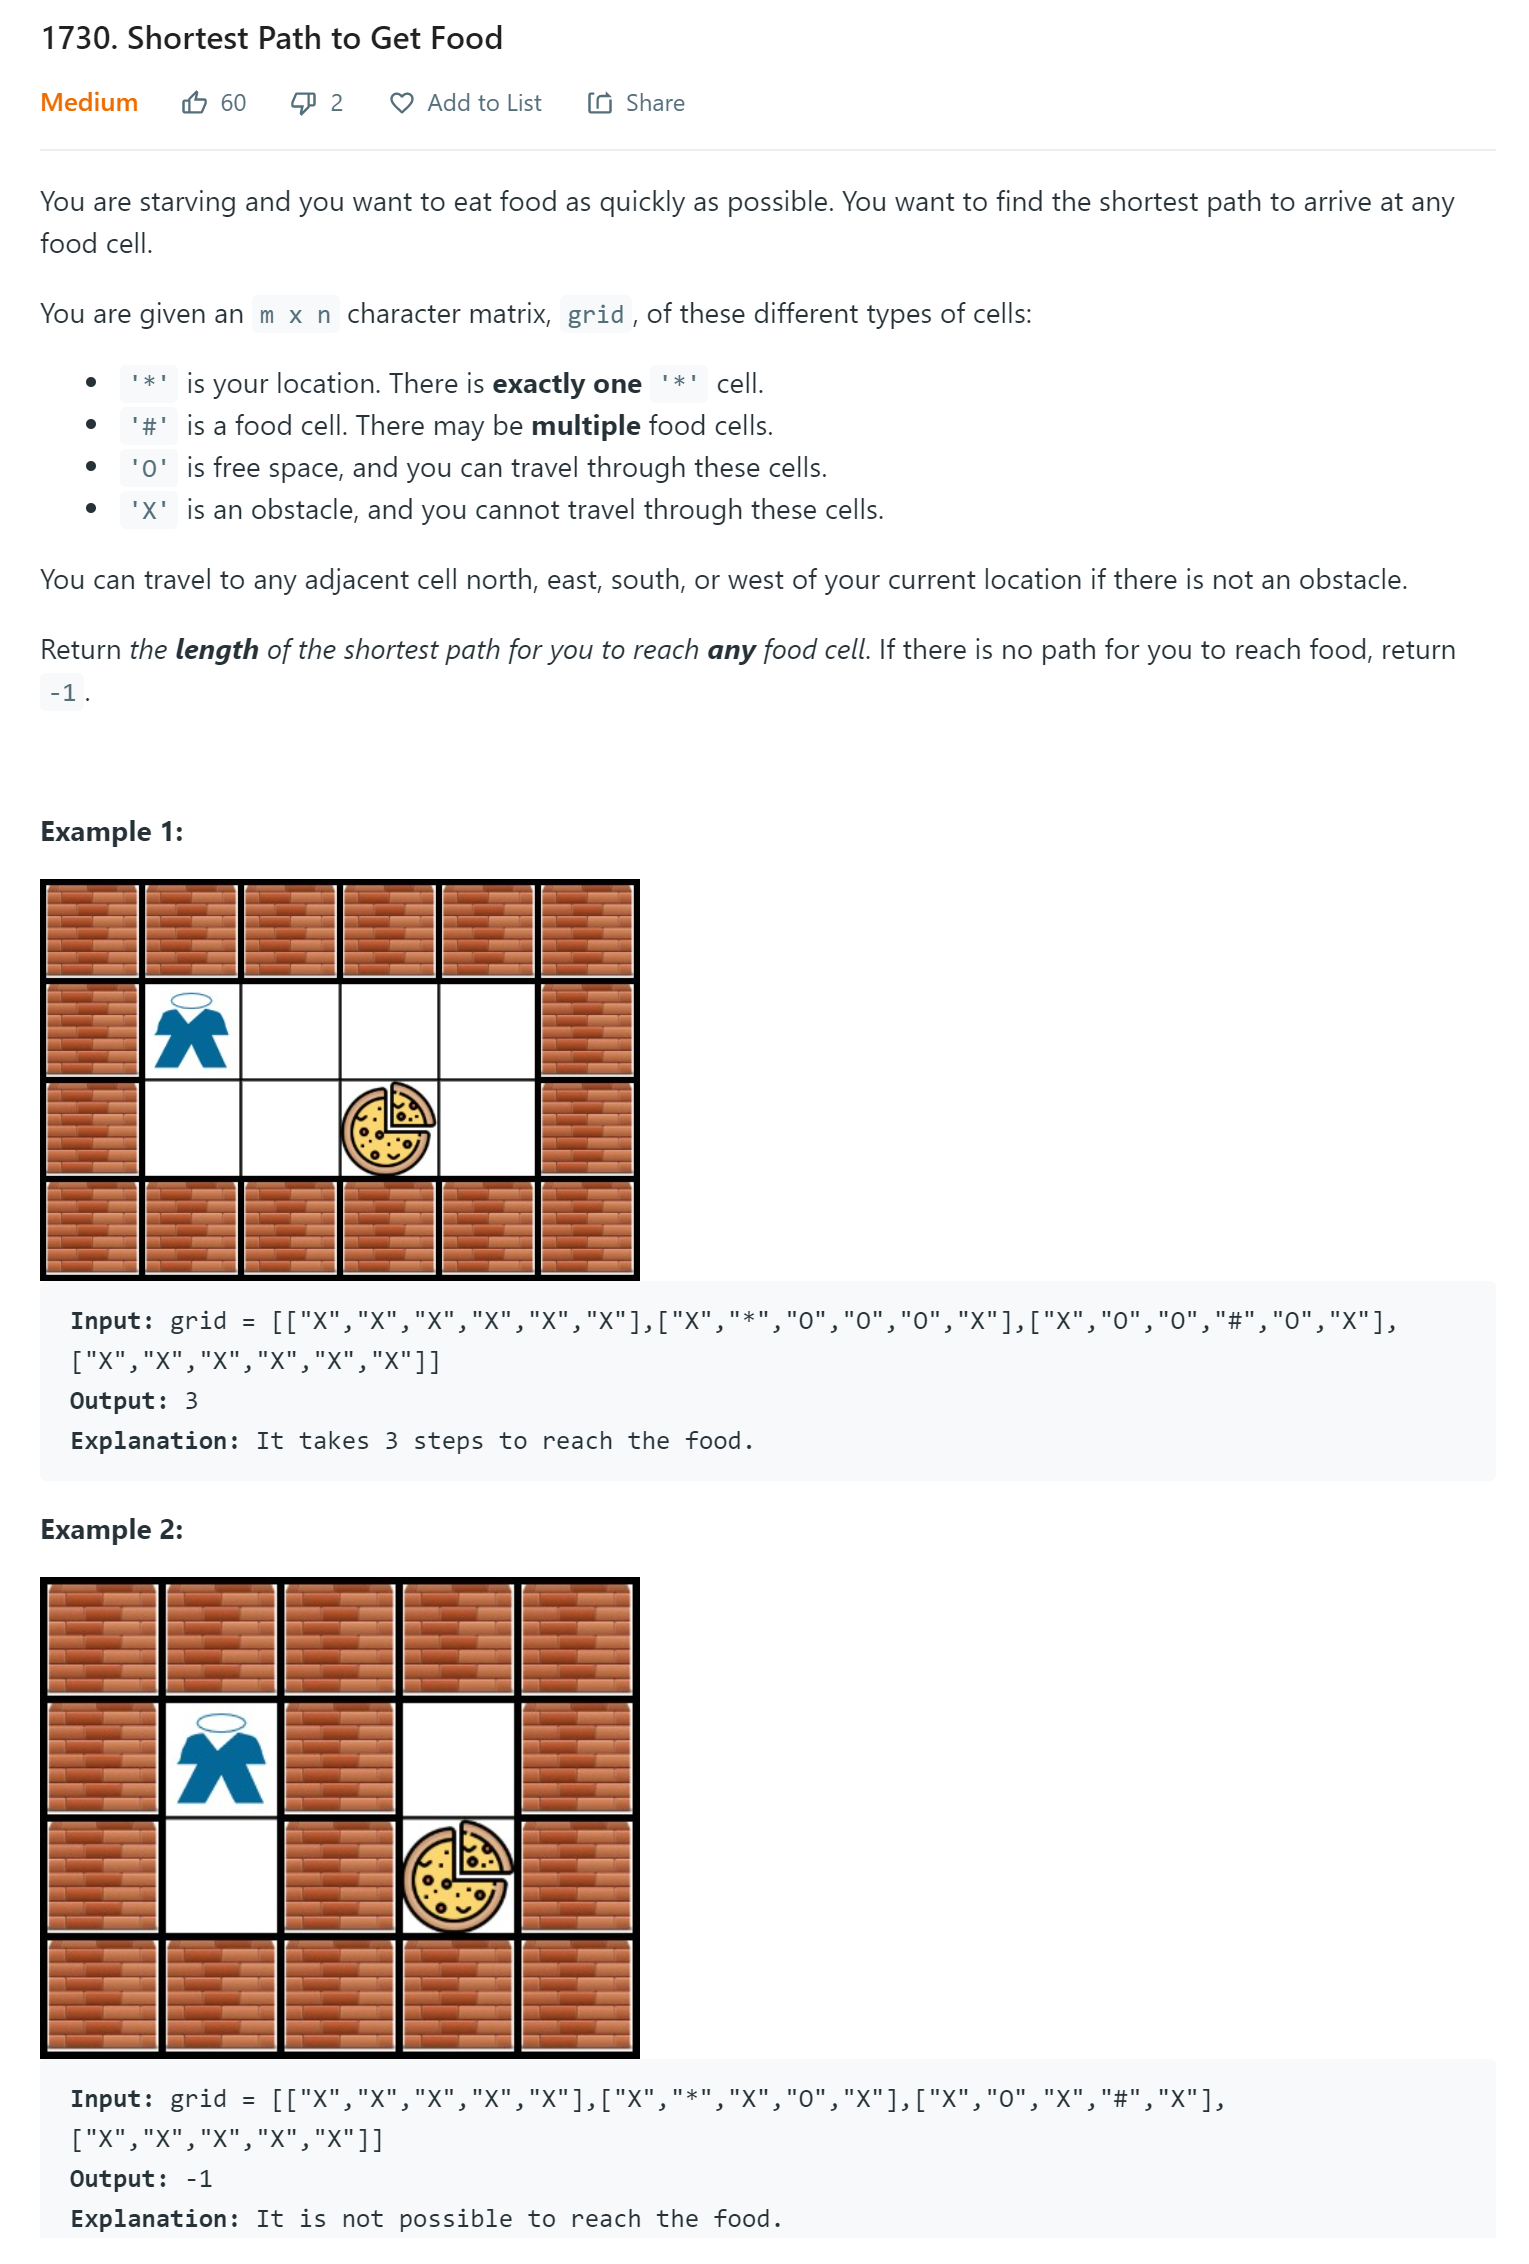 1730. Shortest Path to Get Food
Medium 60 2 Add to List Share
You are starving and you want to eat food as quickly as possible. You want to find the shortest path to arrive at any
food cell.
You are given an m x n character matrix, grid, of these different types of cells:
'*' is your location. There is exactly one '*' cell.
'#' is a food cell. There may be multiple food cells.
'O' is free space, and you can travel through these cells.
'X' is an obstacle, and you cannot travel through these cells.
You can travel to any adjacent cell north, east, south, or west of your current location if there is not an obstacle.
Return the length of the shortest path for you to reach any food cell. If there is no path for you to reach food, return
-1.
Example 1:
Input: grid = [["X","X","X","X","X","X"],["X","*","O","O","O","X"],["X","O","O","#","O","X"],
["X","X","X","X","X","X"]]
Output: 3
Explanation: It takes 3 steps to reach the food.
Example 2:
Input: grid = [["X","X","X","X","X"],["X","*","X","O","X"],["X","O","X","#","X"],
["X","X","X","X","X"]]
Output: -1
Explanation: It is not possible to reach the food.